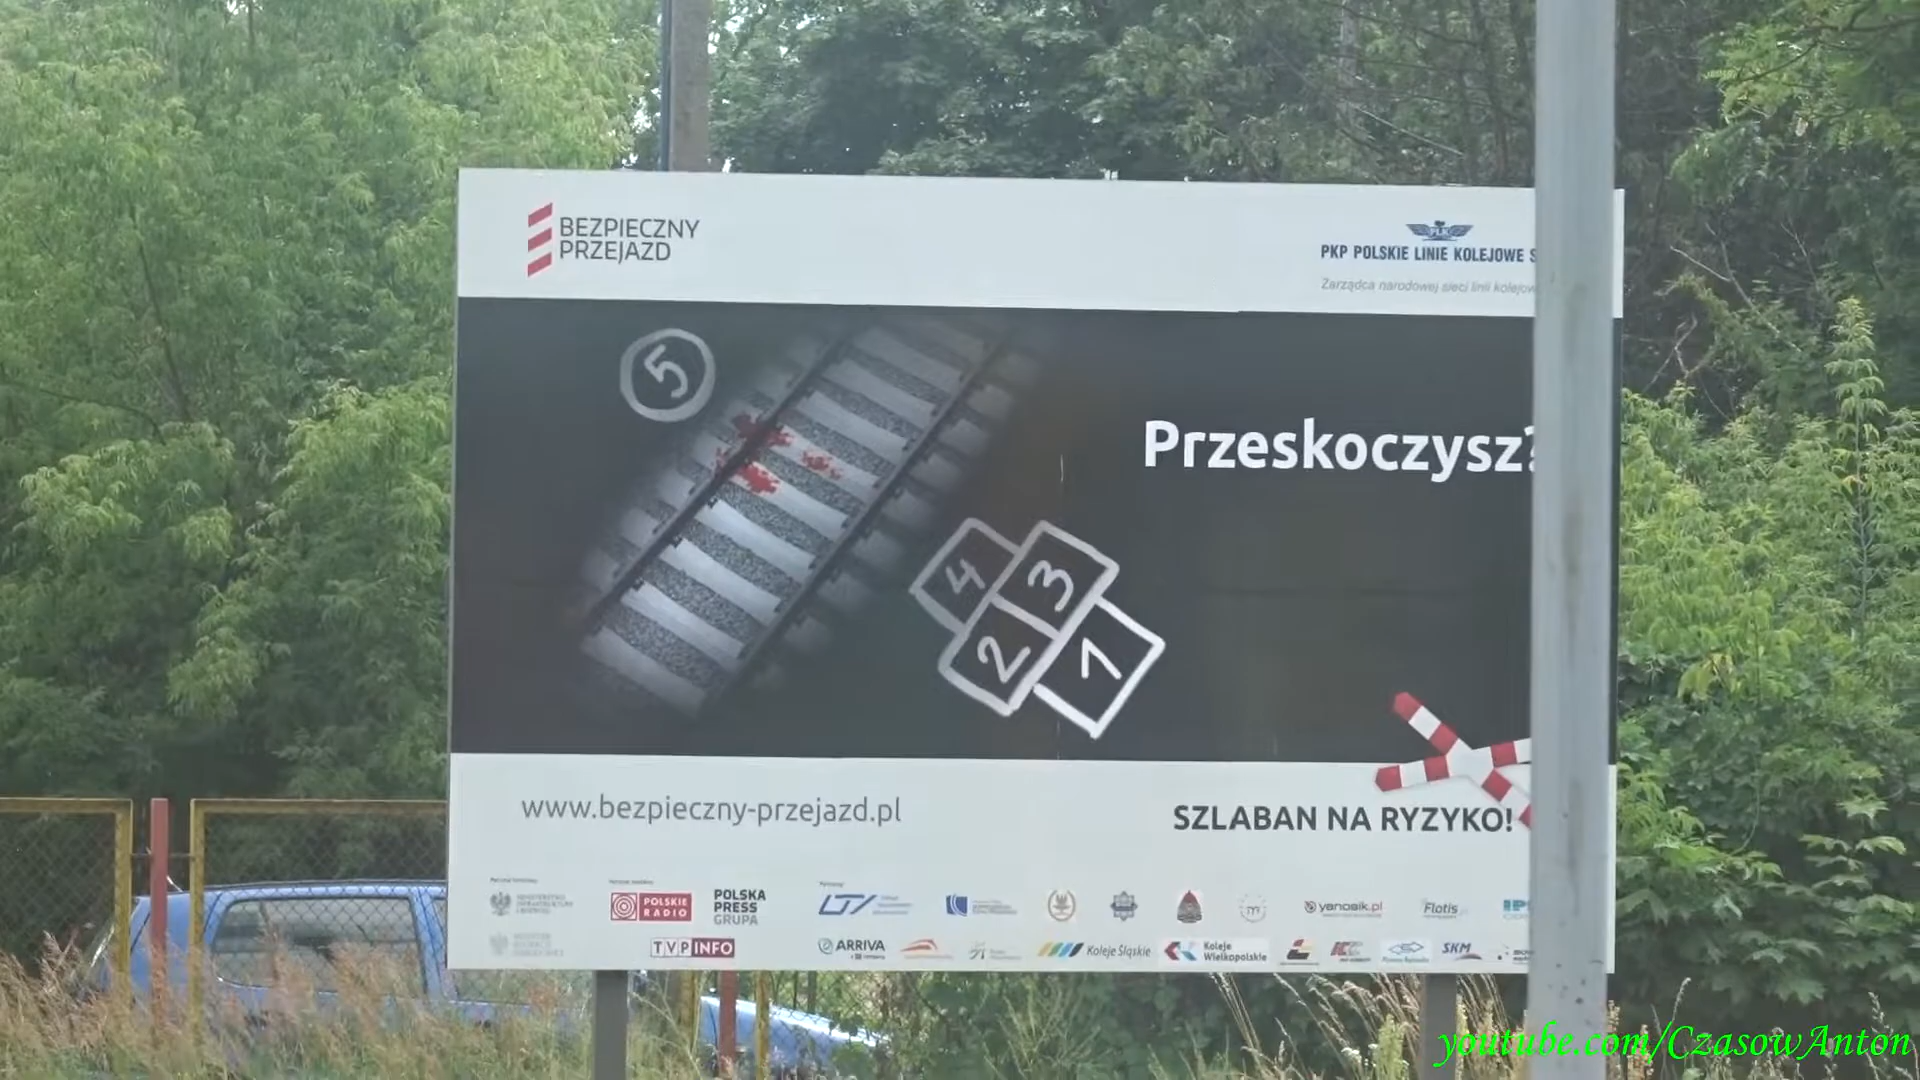 BEZPIECZNY
PRZEJAZD
PLK
PKP POLSKIE LINIE KOLEJOWE S
Zarządca narodowej sieci linii kolejow
5
Przeskoczysz?
4 3
2 1
www.bezpieczny-przejazd.pl
SZLABAN NA RYZYKO!
POLSKIE
RADIO
POLSKA
PRESS
GRUPA
yanosik.pl
Flotis
TVP INFO
ARRIVA
Koleje Śląskie
Koleje
Wielkopolskie
SKM
youtube.com/CzasowAnton